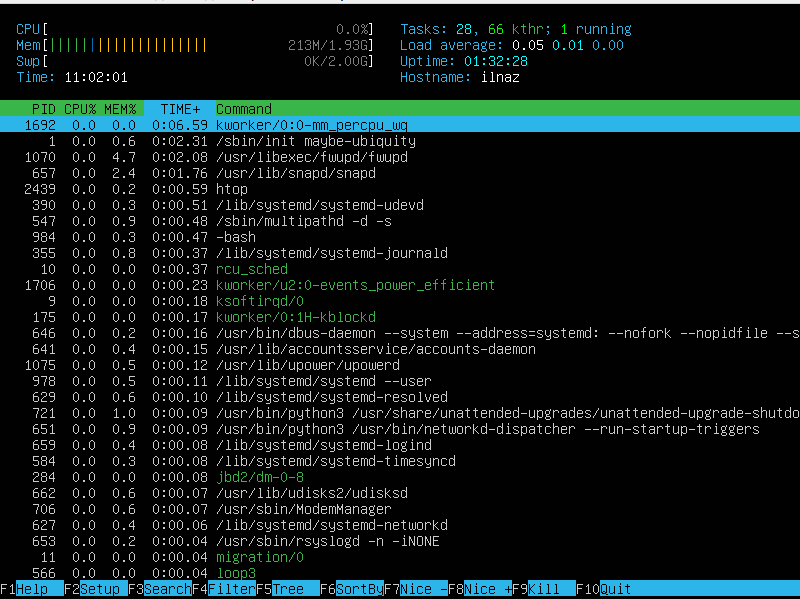 CPU[ 0.0%] Tasks: 28, 66 kthr; 1 running
Mem[||||||||||||||||||||| 213M/1.93G] Load average: 0.05 0.01 0.00
Swp[ 0K/2.00G] Uptime: 01:32:28
Time: 11:02:01 Hostname: ilnaz
PID CPU% MEM% TIME+ Command
1692 0.0 0.0 0:06.59 kworker/0:0-mm_percpu_wq
1 0.0 0.6 0:02.31 /sbin/init maybe-ubiquity
1070 0.0 4.7 0:02.08 /usr/libexec/fwupd/fwupd
657 0.0 2.4 0:01.76 /usr/lib/snapd/snapd
2439 0.0 0.2 0:00.59 htop
390 0.0 0.3 0:00.51 /lib/systemd/systemd-udevd
547 0.0 0.9 0:00.48 /sbin/multipathd -d -s
984 0.0 0.3 0:00.47 -bash
355 0.0 0.8 0:00.37 /lib/systemd/systemd-journald
10 0.0 0.0 0:00.37 rcu_sched
1706 0.0 0.0 0:00.23 kworker/u2:0-events_power_efficient
9 0.0 0.0 0:00.18 ksoftirqd/0
175 0.0 0.0 0:00.17 kworker/0:1H-kblockd
646 0.0 0.2 0:00.16 /usr/bin/dbus-daemon --system --address=systemd: --nofork --nopidfile --s
641 0.0 0.4 0:00.15 /usr/lib/accountsservice/accounts-daemon
1075 0.0 0.5 0:00.12 /usr/lib/upower/upowerd
978 0.0 0.5 0:00.11 /lib/systemd/systemd --user
629 0.0 0.6 0:00.10 /lib/systemd/systemd-resolved
721 0.0 1.0 0:00.09 /usr/bin/python3 /usr/share/unattended-upgrades/unattended-upgrade-shutdo
651 0.0 0.9 0:00.09 /usr/bin/python3 /usr/bin/networkd-dispatcher --run-startup-triggers
659 0.0 0.4 0:00.08 /lib/systemd/systemd-logind
584 0.0 0.3 0:00.08 /lib/systemd/systemd-timesyncd
284 0.0 0.0 0:00.08 jbd2/dm-0-8
662 0.0 0.6 0:00.07 /usr/lib/udisks2/udisksd
706 0.0 0.6 0:00.07 /usr/sbin/ModemManager
627 0.0 0.4 0:00.06 /lib/systemd/systemd-networkd
653 0.0 0.2 0:00.04 /usr/sbin/rsyslogd -n -iNONE
11 0.0 0.0 0:00.04 migration/0
566 0.0 0.0 0:00.04 loop3
F1Help F2Setup F3SearchF4FilterF5Tree F6SortByF7Nice -F8Nice +F9Kill F10Quit